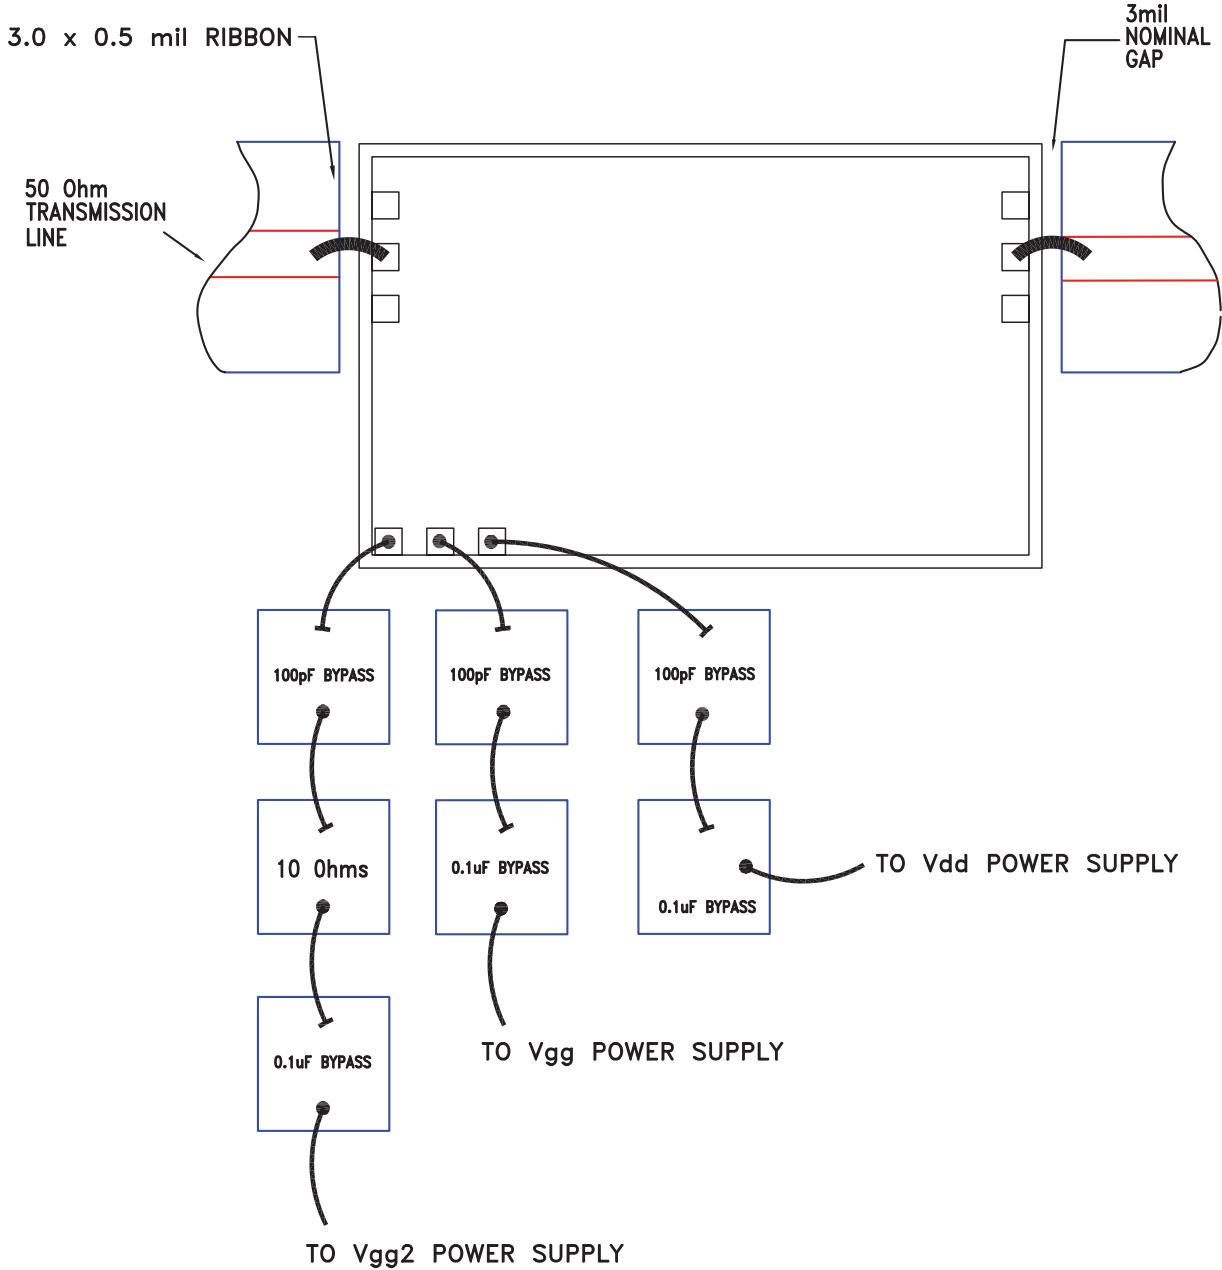 3.0 x 0.5 mil RIBBON
3mil
NOMINAL
GAP
50 Ohm
TRANSMISSION
LINE
100pF BYPASS
100pF BYPASS
100pF BYPASS
10 Ohms
0.1uF BYPASS
TO Vdd POWER SUPPLY
0.1uF BYPASS
TO Vgg POWER SUPPLY
0.1uF BYPASS
TO Vgg2 POWER SUPPLY